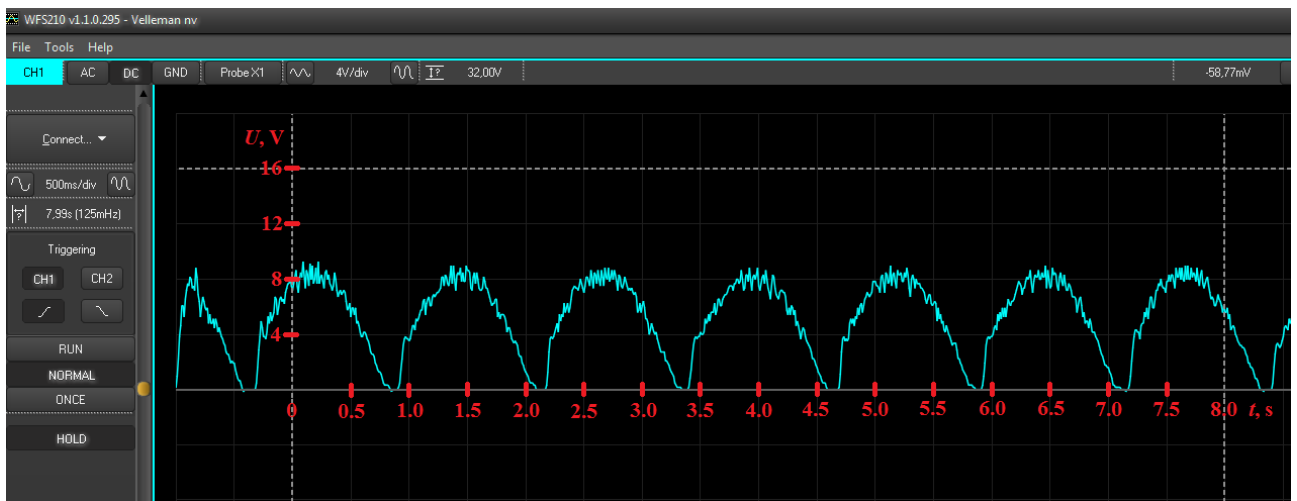 WFS210 v1.1.0.295 - Velleman nv
File Tools Help
CH1 AC DC GND Probe X1 4V/div I? 32,00V -58,77mV
Connect...
500ms/div
|?| 7,99s (125mHz)
Triggering
CH1 CH2
RUN
NORMAL
ONCE
HOLD
U, V
16
12
8
4
0 0.5 1.0 1.5 2.0 2.5 3.0 3.5 4.0 4.5 5.0 5.5 6.0 6.5 7.0 7.5 8.0 t, s